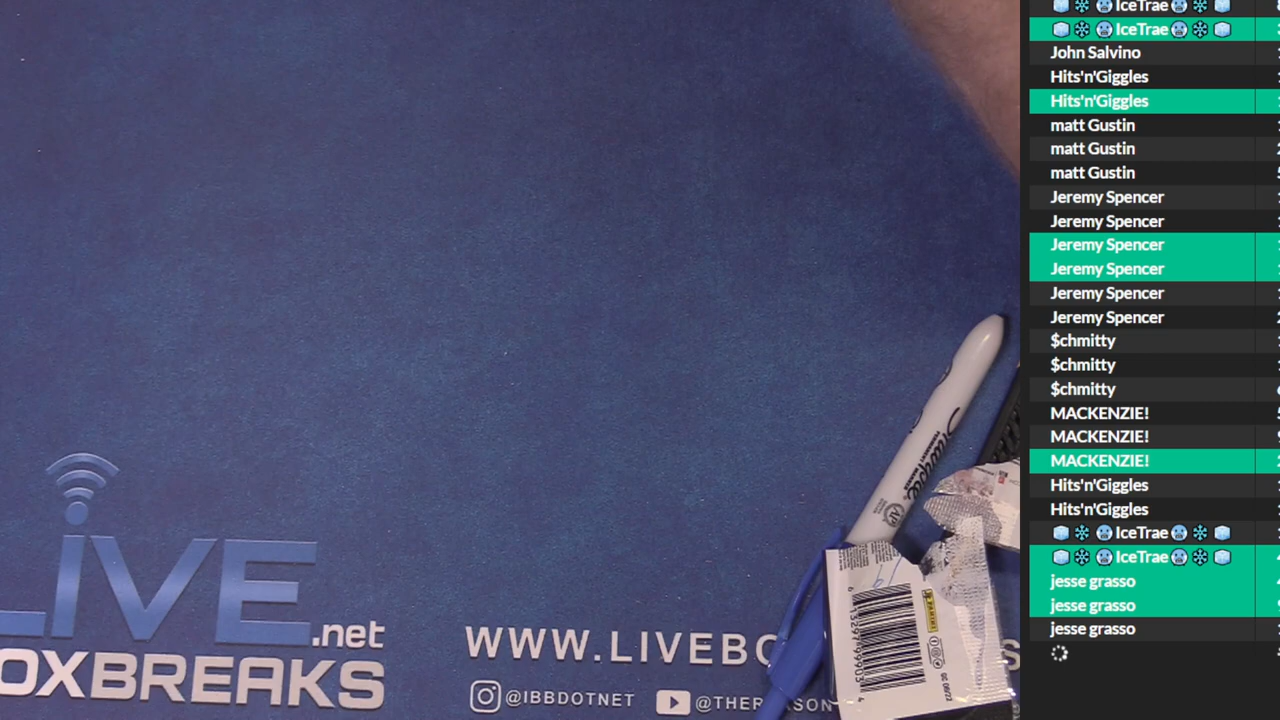 IceTrae
IceTrae
John Salvino
Hits'n'Giggles
Hits'n'Giggles
matt Gustin
matt Gustin
matt Gustin
Jeremy Spencer
Jeremy Spencer
Jeremy Spencer
Jeremy Spencer
Jeremy Spencer
Jeremy Spencer
$chmitty
$chmitty
$chmitty
MACKENZIE!
MACKENZIE!
MACKENZIE!
Hits'n'Giggles
Hits'n'Giggles
IceTrae
IceTrae
jesse grasso
jesse grasso
jesse grasso
Sharpie
PANINI
LIVE.net
OXBREAKS
WWW.LIVEBO
@IBBDOTNET